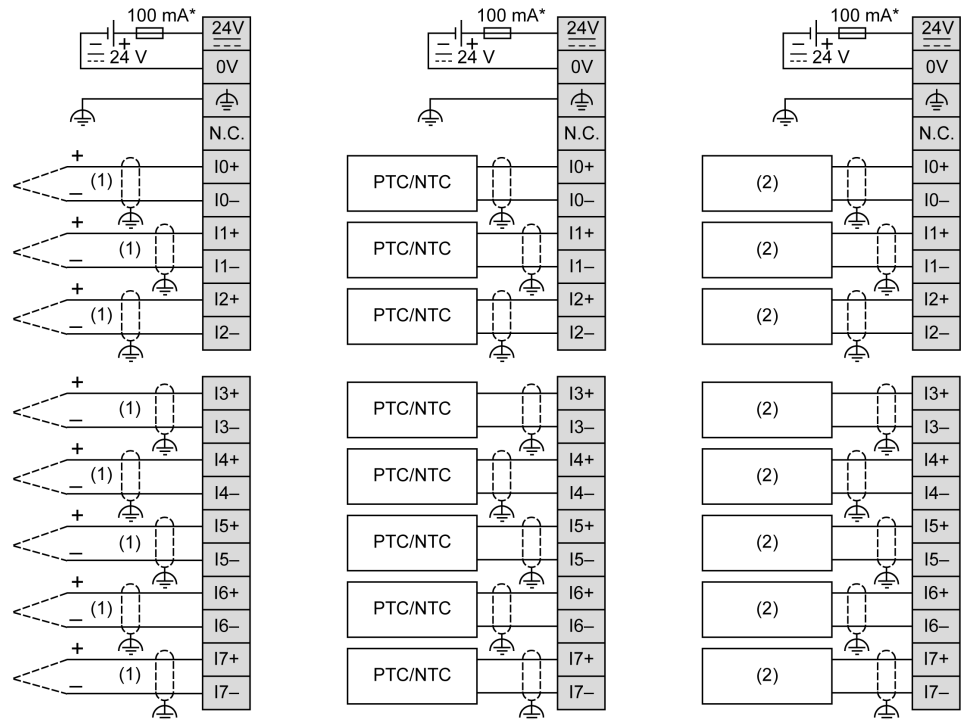 100 mA* 24V
– + 24 V
0V
N.C.
+ (1) I0+
– I0–
+ (1) I1+
– I1–
+ (1) I2+
– I2–
+ (1) I3+
– I3–
+ (1) I4+
– I4–
+ (1) I5+
– I5–
+ (1) I6+
– I6–
+ (1) I7+
– I7–
100 mA* 24V
– + 24 V
0V
N.C.
PTC/NTC I0+
I0–
PTC/NTC I1+
I1–
PTC/NTC I2+
I2–
PTC/NTC I3+
I3–
PTC/NTC I4+
I4–
PTC/NTC I5+
I5–
PTC/NTC I6+
I6–
PTC/NTC I7+
I7–
100 mA* 24V
– + 24 V
0V
N.C.
(2) I0+
I0–
(2) I1+
I1–
(2) I2+
I2–
(2) I3+
I3–
(2) I4+
I4–
(2) I5+
I5–
(2) I6+
I6–
(2) I7+
I7–